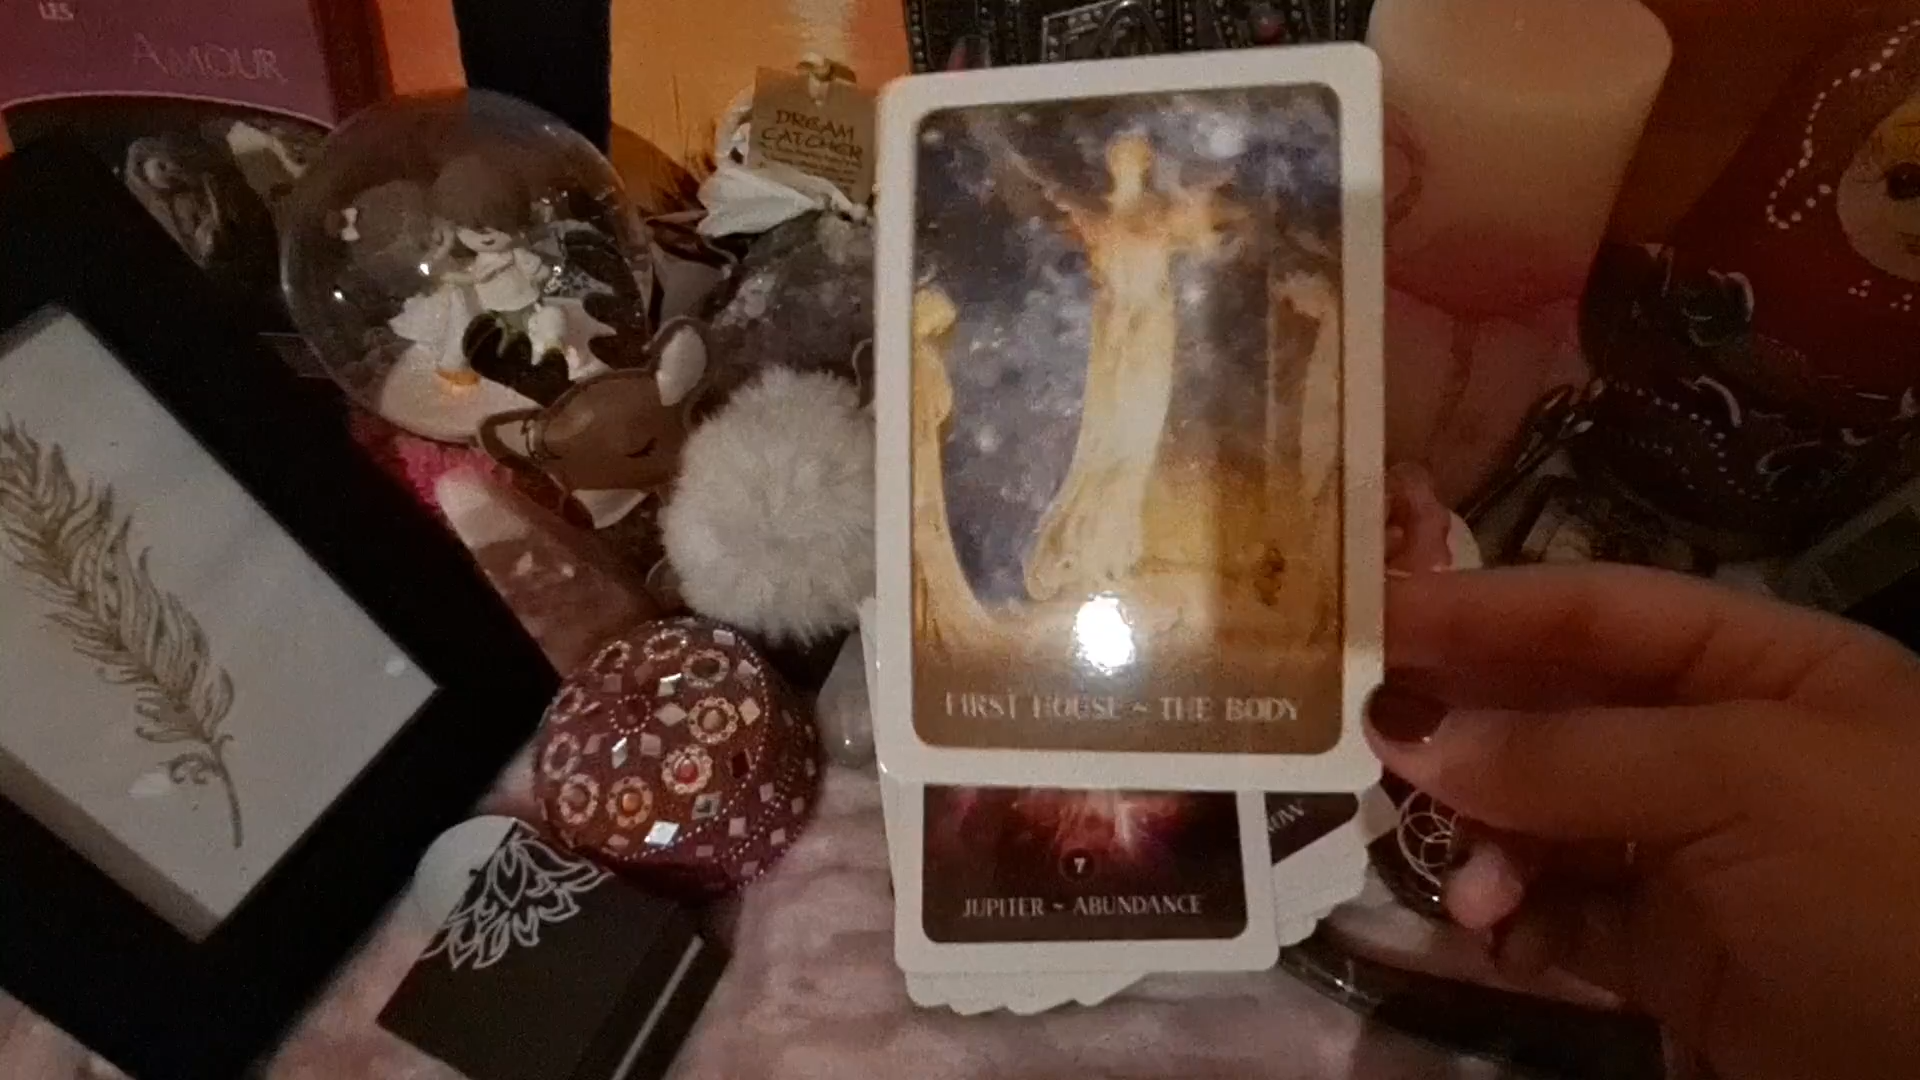 LES
AMOUR
DREAM
CATCHER
FIRST HOUSE ~ THE BODY
7
JUPITER ~ ABUNDANCE